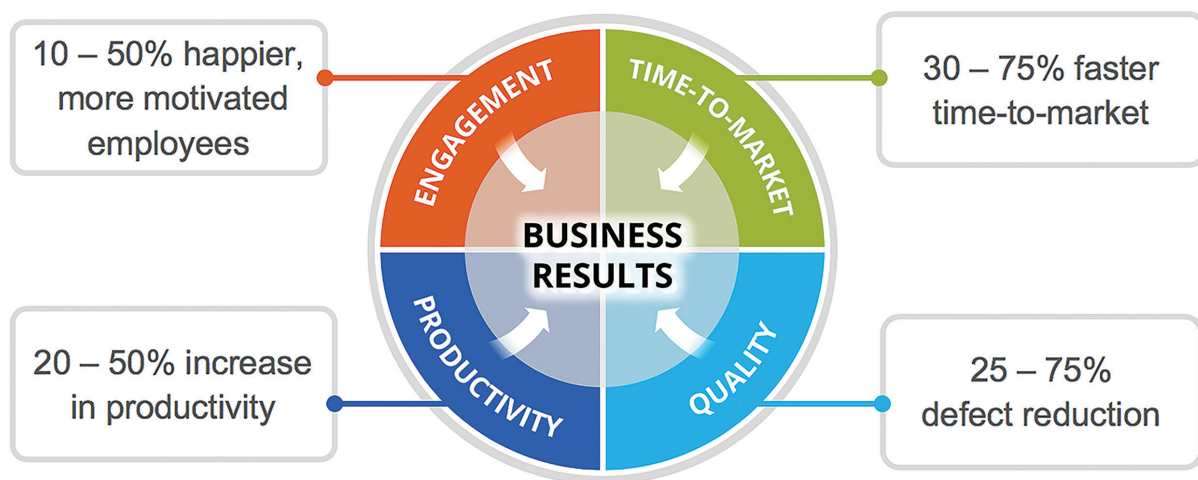 10 – 50% happier,
more motivated
employees
ENGAGEMENT
TIME-TO-MARKET
30 – 75% faster
time-to-market
BUSINESS
RESULTS
20 – 50% increase
in productivity
PRODUCTIVITY
QUALITY
25 – 75%
defect reduction